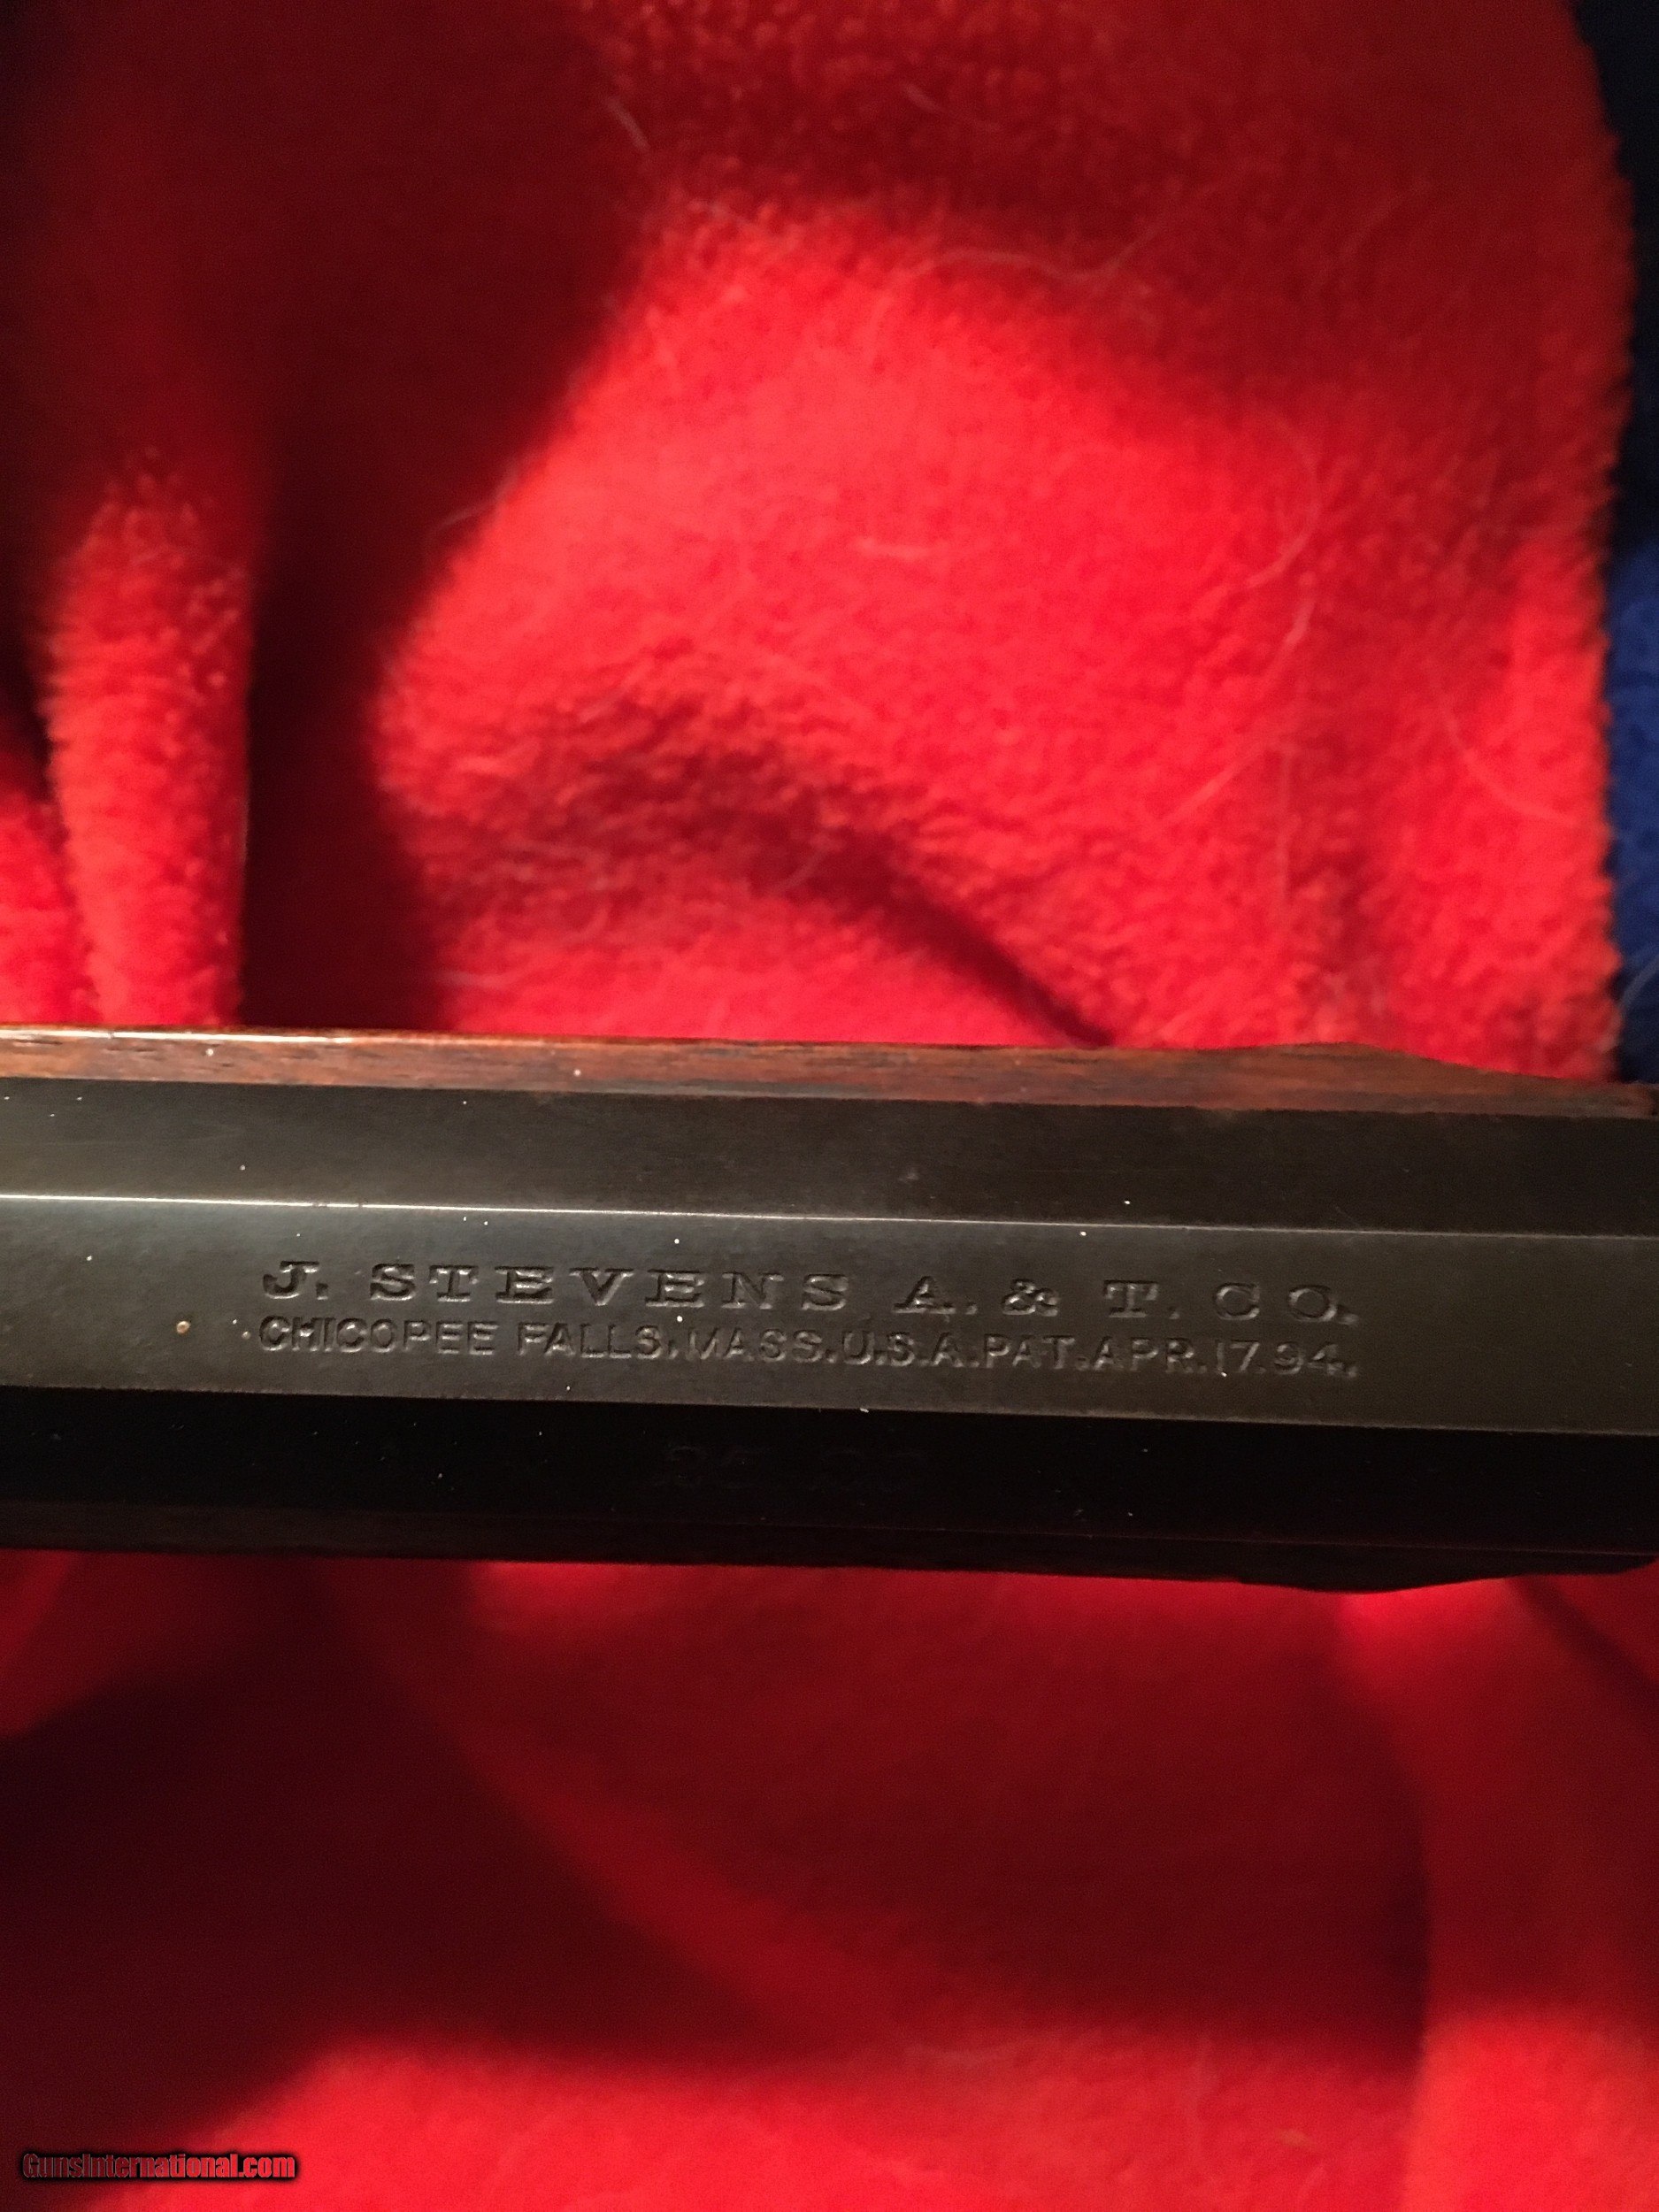 J. STEVENS A. & T. CO.
CHICOPEE FALLS, MASS. U.S.A. PAT. APR. 17. 94.
GunsInternational.com